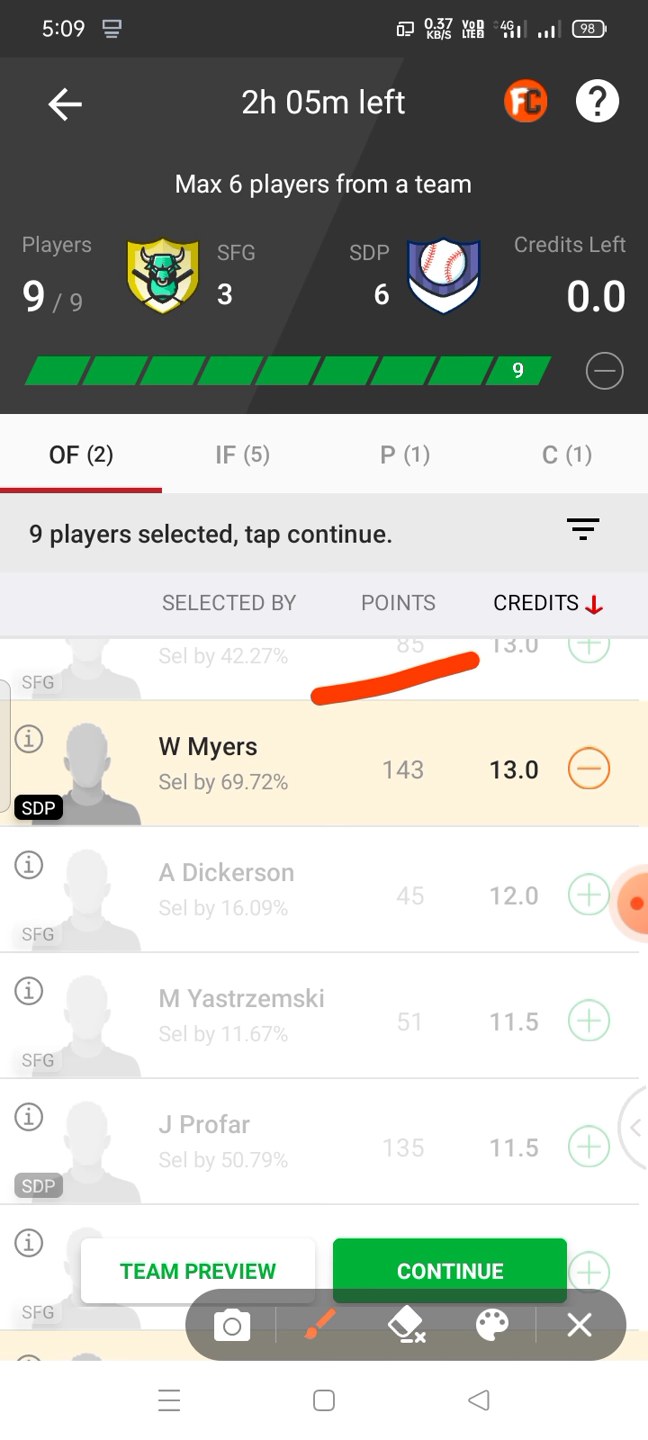 5:09 0.37 KB/S Vo) LTE2 4G 98
2h 05m left FC ?
Max 6 players from a team
Players SFG SDP Credits Left
9 / 9 3 6 0.0
9
OF (2) IF (5) P (1) C (1)
9 players selected, tap continue.
SELECTED BY POINTS CREDITS
Sel by 42.27% 85 13.0
SFG
W Myers
Sel by 69.72% 143 13.0
SDP
A Dickerson
Sel by 16.09% 45 12.0
SFG
M Yastrzemski
Sel by 11.67% 51 11.5
SFG
J Profar
Sel by 50.79% 135 11.5
SDP
TEAM PREVIEW CONTINUE
SFG